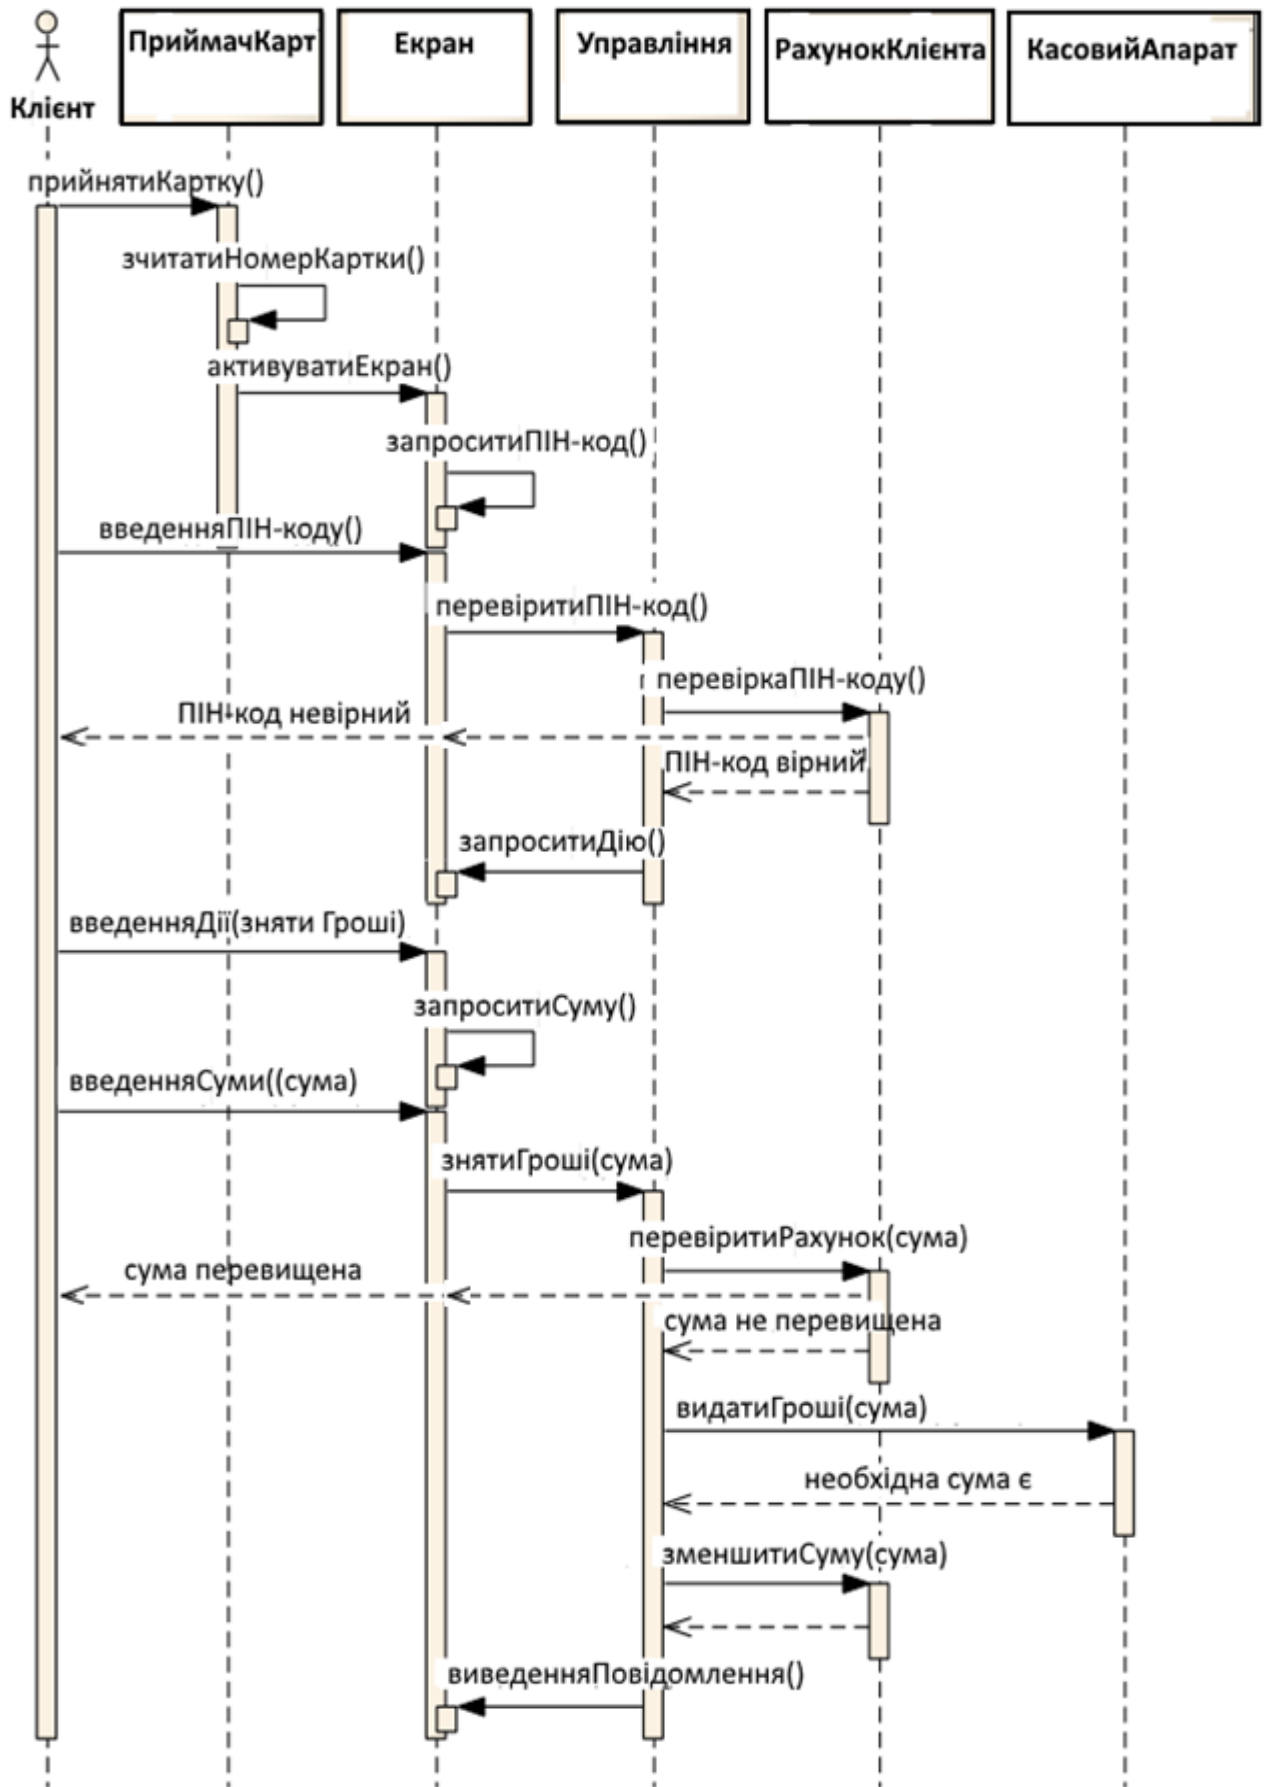 Клієнт
ПриймачКарт
Екран
Управління
РахунокКлієнта
КасовийАпарат
прийнятиКартку()
зчитатиНомерКартки()
активуватиЕкран()
запроситиПІН-код()
введенняПІН-коду()
перевіритиПІН-код()
перевіркаПІН-коду()
ПІН-код невірний
ПІН-код вірний
запроситиДію()
введенняДії(зняти Гроші)
запроситиСуму()
введенняСуми((сума)
знятиГроші(сума)
перевіритиРахунок(сума)
сума перевищена
сума не перевищена
видатиГроші(сума)
необхідна сума є
зменшитиСуму(сума)
виведенняПовідомлення()